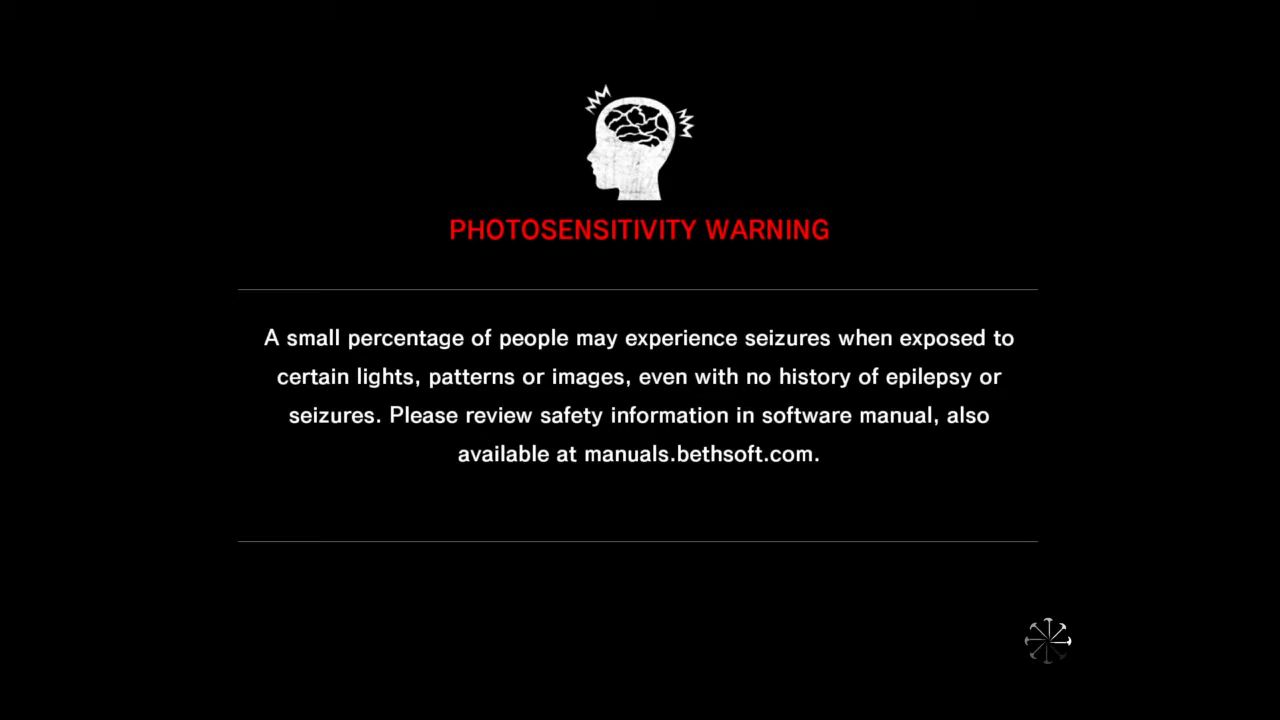 PHOTOSENSITIVITY WARNING
A small percentage of people may experience seizures when exposed to
certain lights, patterns or images, even with no history of epilepsy or
seizures. Please review safety information in software manual, also
available at manuals.bethsoft.com.